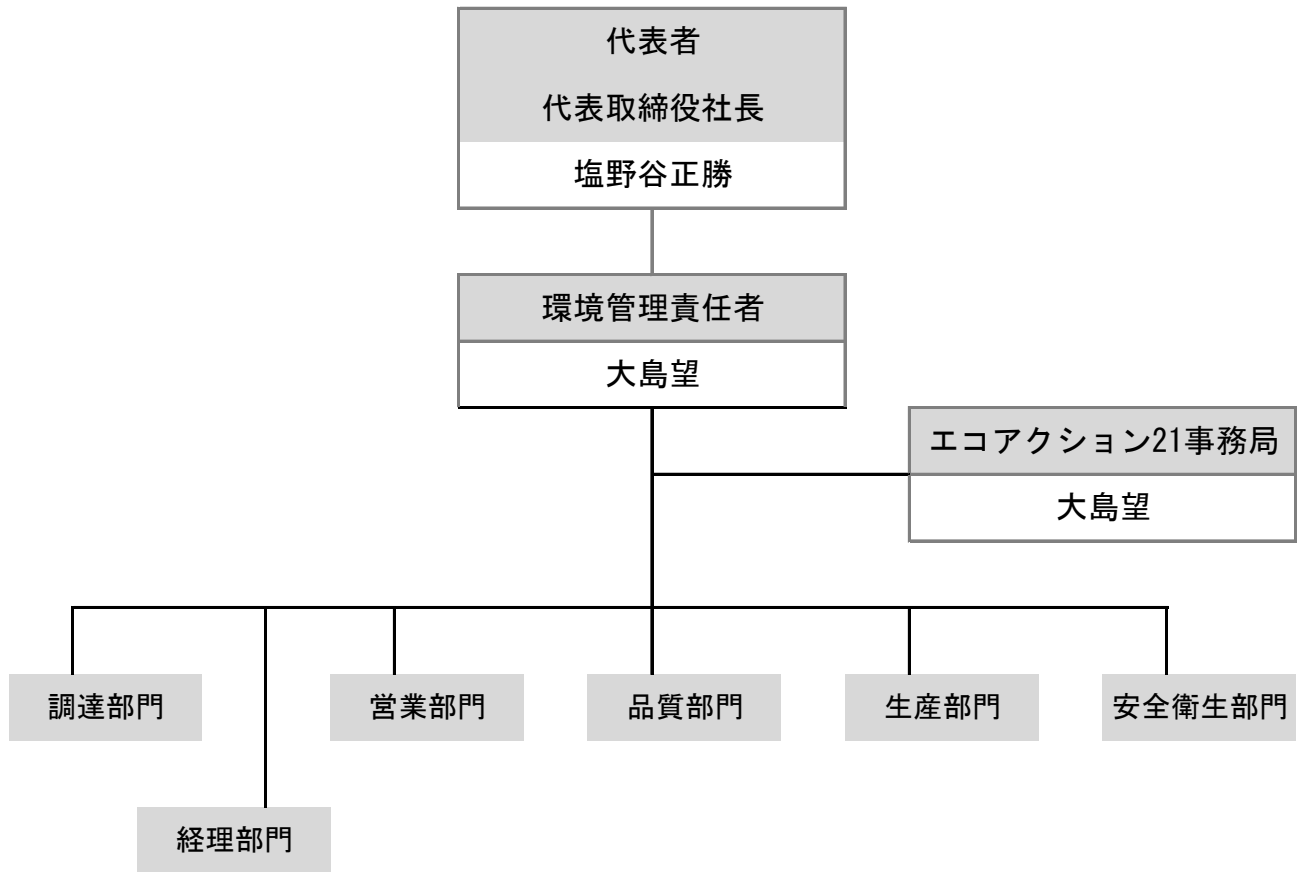 代表者
代表取締役社長
塩野谷正勝
環境管理責任者
大島望
エコアクション21事務局
大島望
調達部門
営業部門
品質部門
生産部門
安全衛生部門
経理部門